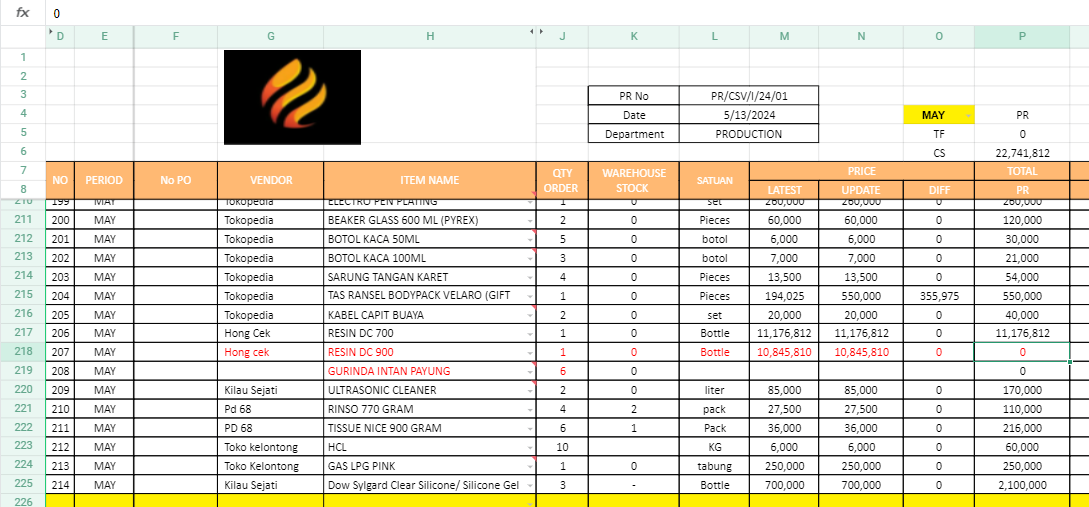 fx 0
D E F G H J K L M N O P
1
2
3 PR No PR/CSV/I/24/01
4 Date 5/13/2024 MAY PR
5 Department PRODUCTION TF 0
6 CS 22,741,812
7 NO PERIOD No PO VENDOR ITEM NAME QTY ORDER WAREHOUSE STOCK SATUAN PRICE TOTAL
8 LATEST UPDATE DIFF PR
210 199 MAY Tokopedia ELECTRO PEN PLATING 1 0 set 260,000 260,000 0 260,000
211 200 MAY Tokopedia BEAKER GLASS 600 ML (PYREX) 2 0 Pieces 60,000 60,000 0 120,000
212 201 MAY Tokopedia BOTOL KACA 50ML 5 0 botol 6,000 6,000 0 30,000
213 202 MAY Tokopedia BOTOL KACA 100ML 3 0 botol 7,000 7,000 0 21,000
214 203 MAY Tokopedia SARUNG TANGAN KARET 4 0 Pieces 13,500 13,500 0 54,000
215 204 MAY Tokopedia TAS RANSEL BODYPACK VELARO (GIFT 1 0 Pieces 194,025 550,000 355,975 550,000
216 205 MAY Tokopedia KABEL CAPIT BUAYA 2 0 set 20,000 20,000 0 40,000
217 206 MAY Hong Cek RESIN DC 700 1 0 Bottle 11,176,812 11,176,812 0 11,176,812
218 207 MAY Hong cek RESIN DC 900 1 0 Bottle 10,845,810 10,845,810 0 0
219 208 MAY GURINDA INTAN PAYUNG 6 0 0
220 209 MAY Kilau Sejati ULTRASONIC CLEANER 2 0 liter 85,000 85,000 0 170,000
221 210 MAY Pd 68 RINSO 770 GRAM 4 2 pack 27,500 27,500 0 110,000
222 211 MAY PD 68 TISSUE NICE 900 GRAM 6 1 Pack 36,000 36,000 0 216,000
223 212 MAY Toko kelontong HCL 10 KG 6,000 6,000 0 60,000
224 213 MAY Toko Kelontong GAS LPG PINK 1 0 tabung 250,000 250,000 0 250,000
225 214 MAY Kilau Sejati Dow Sylgard Clear Silicone/ Silicone Gel 3 - Bottle 700,000 700,000 0 2,100,000
226